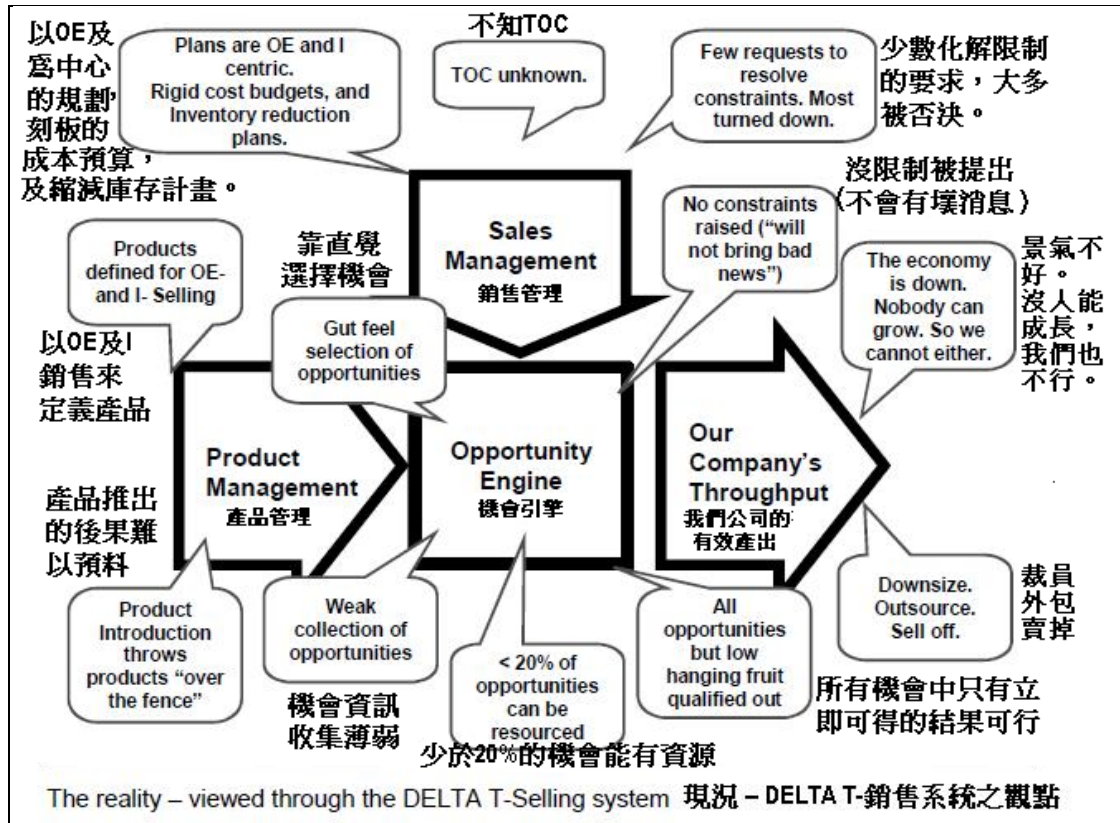 以OE及I
為中心
的規劃,
刻板的
成本預算，
及縮減庫存計畫。
Plans are OE and I
centric.
Rigid cost budgets, and
Inventory reduction
plans.
不知TOC
TOC unknown.
Few requests to
resolve
constraints. Most
turned down.
少數化解限制
的要求，大多
被否決。
沒限制被提出
(不會有壞消息)
No constraints
raised (“will
not bring bad
news”)
Sales
Management
銷售管理
靠直覺
選擇機會
Gut feel
selection of
opportunities
Products
defined for OE-
and I- Selling
以OE及I
銷售來
定義產品
The economy
is down.
Nobody can
grow. So we
cannot either.
景氣不
好。
沒人能
成長，
我們也
不行。
Product
Management
產品管理
Opportunity
Engine
機會引擎
Our
Company’s
Throughput
我們公司的
有效產出
產品推出
的後果難
以預料
Product
Introduction
throws
products “over
the fence”
Weak
collection of
opportunities
機會資訊
收集薄弱
< 20% of
opportunities
can be
resourced
少於20%的機會能有資源
All
opportunities
but low
hanging fruit
qualified out
所有機會中只有立
即可得的結果可行
Downsize.
Outsource.
Sell off.
裁員
外包
賣掉
The reality – viewed through the DELTA T-Selling system 現況 – DELTA T-銷售系統之觀點